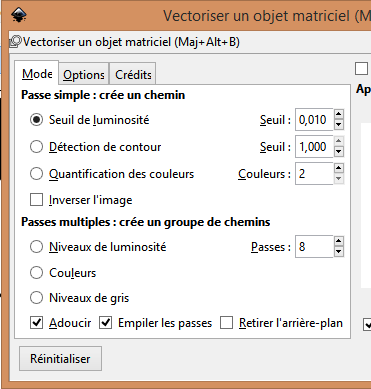 Vectoriser un objet matriciel (M
Vectoriser un objet matriciel (Maj+Alt+B)
Mode Options Crédits
Passe simple : crée un chemin
Seuil de luminosité Seuil : 0,010
Détection de contour Seuil : 1,000
Quantification des couleurs Couleurs : 2
Inverser l'image
Passes multiples : crée un groupe de chemins
Niveaux de luminosité Passes : 8
Couleurs
Niveaux de gris
Adoucir Empiler les passes Retirer l'arrière-plan
Réinitialiser
Ap